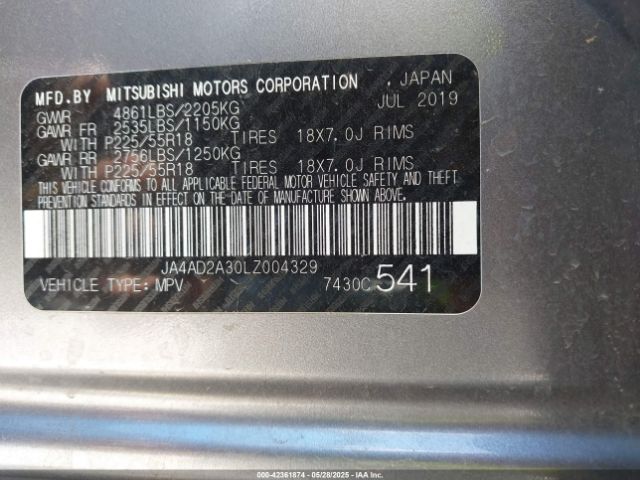 MFD.BY MITSUBISHI MOTORS CORPORATION , JAPAN
GVWR 4861LBS/2205KG JUL 2019
GAWR FR 2535LBS/1150KG
WITH P225/55R18 TIRES 18X7.0J RIMS
GAWR RR 2756LBS/1250KG
WITH P225/55R18 TIRES 18X7.0J RIMS
THIS VEHICLE CONFORMS TO ALL APPLICABLE FEDERAL MOTOR VEHICLE SAFETY AND THEFT
PREVENTION STANDARDS IN EFFECT ON THE DATE OF MANUFACTURE SHOWN ABOVE.
JA4AD2A30LZ004329
VEHICLE TYPE: MPV 7430C 541
000-42361874 | 05/28/2025 | IAA Inc.